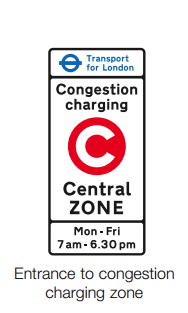 Transport
for London
Congestion
charging
C
Central
ZONE
Mon - Fri
7 am - 6.30 pm
Entrance to congestion
charging zone